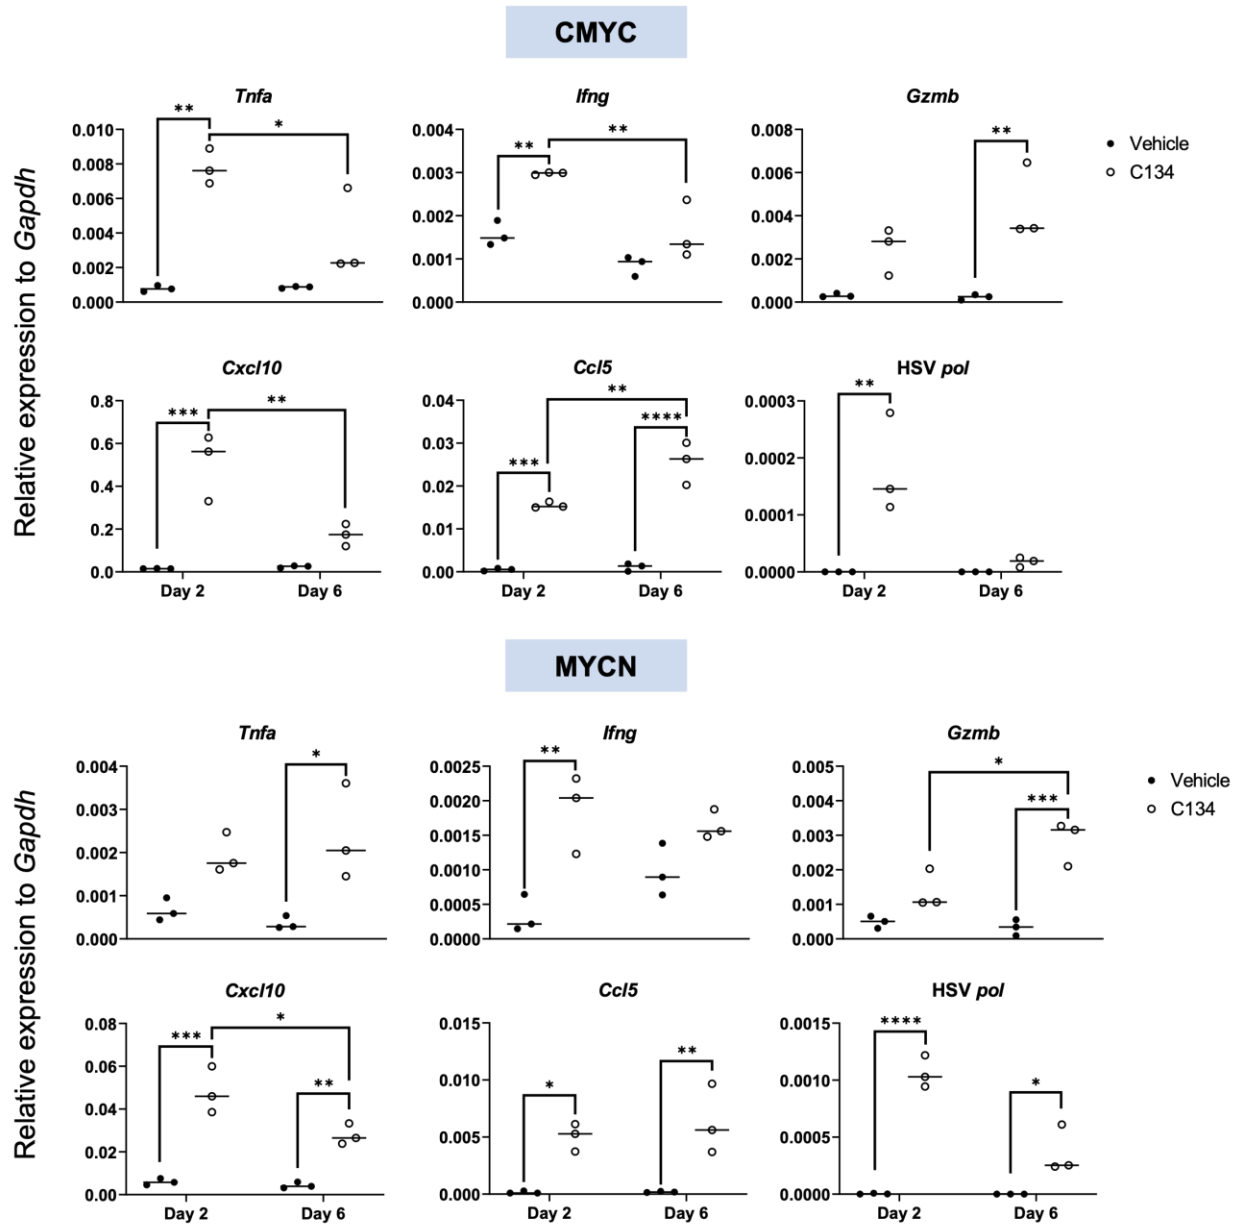 CMYC
Relative expression to Gapdh
Tnfa
**
*
0.010
0.008
0.006
0.004
0.002
0.000
Ifng
**
**
0.004
0.003
0.002
0.001
0.000
Gzmb
**
0.008
0.006
0.004
0.002
0.000
Vehicle
C134
Cxcl10
***
**
0.8
0.6
0.4
0.2
0.0
Day 2
Day 6
Ccl5
**
****
***
0.04
0.03
0.02
0.01
0.00
Day 2
Day 6
HSV pol
**
0.0003
0.0002
0.0001
0.0000
Day 2
Day 6
MYCN
Relative expression to Gapdh
Tnfa
*
0.004
0.003
0.002
0.001
0.000
Ifng
**
0.0025
0.0020
0.0015
0.0010
0.0005
0.0000
Gzmb
*
***
0.005
0.004
0.003
0.002
0.001
0.000
Vehicle
C134
Cxcl10
***
*
**
0.08
0.06
0.04
0.02
0.00
Day 2
Day 6
Ccl5
*
**
0.015
0.010
0.005
0.000
Day 2
Day 6
HSV pol
****
*
0.0015
0.0010
0.0005
0.0000
Day 2
Day 6